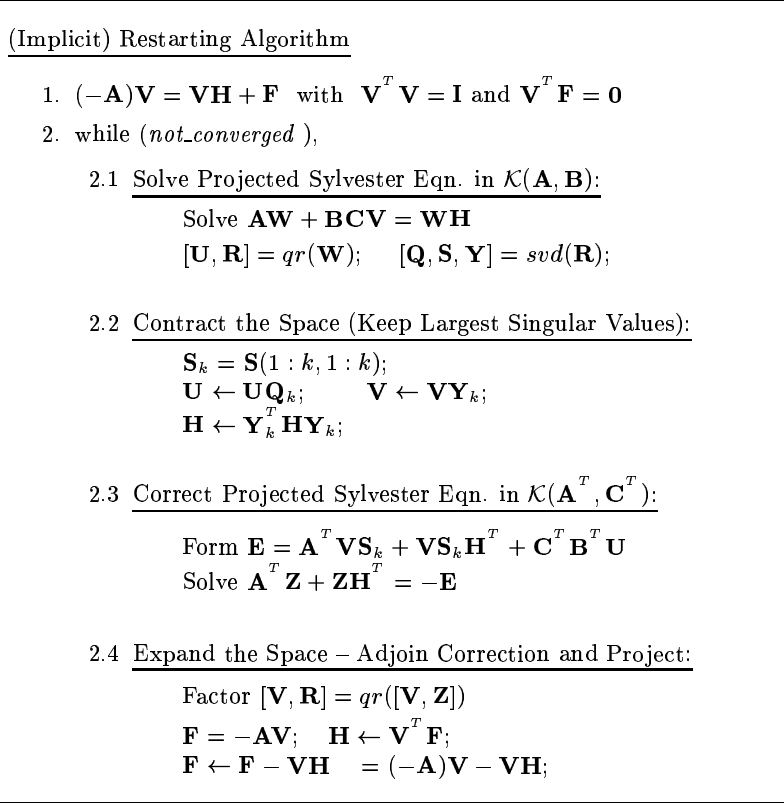 (Implicit) Restarting Algorithm
1. (−𝐀)𝐕 = 𝐕𝐇 + 𝐅 with 𝐕^T 𝐕 = 𝐈 and 𝐕^T 𝐅 = 𝟎
2. while (not_converged ),
2.1 Solve Projected Sylvester Eqn. in 𝒦(𝐀, 𝐁):
Solve 𝐀𝐖 + 𝐁𝐂𝐕 = 𝐖𝐇
[𝐔, 𝐑] = qr(𝐖); [𝐐, 𝐒, 𝐘] = svd(𝐑);
2.2 Contract the Space (Keep Largest Singular Values):
𝐒_k = 𝐒(1 : k, 1 : k);
𝐔 ← 𝐔𝐐_k; 𝐕 ← 𝐕𝐘_k;
𝐇 ← 𝐘_k^T 𝐇𝐘_k;
2.3 Correct Projected Sylvester Eqn. in 𝒦(𝐀^T, 𝐂^T):
Form 𝐄 = 𝐀^T 𝐕𝐒_k + 𝐕𝐒_k𝐇^T + 𝐂^T 𝐁^T 𝐔
Solve 𝐀^T 𝐙 + 𝐙𝐇^T = −𝐄
2.4 Expand the Space – Adjoin Correction and Project:
Factor [𝐕, 𝐑] = qr([𝐕, 𝐙])
𝐅 = −𝐀𝐕; 𝐇 ← 𝐕^T 𝐅;
𝐅 ← 𝐅 − 𝐕𝐇 = (−𝐀)𝐕 − 𝐕𝐇;